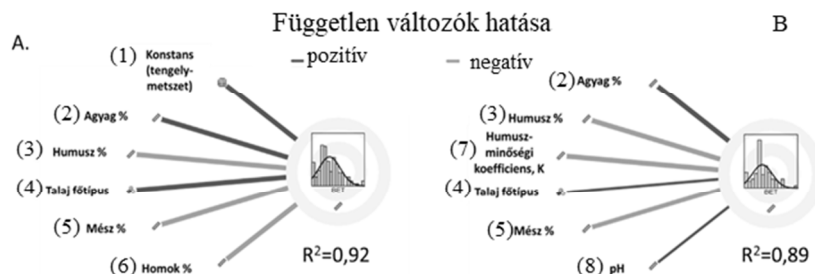 Független változók hatása
A.
B
pozitív
negatív
(1) Konstans
(tengely-
metszet)
(2) Agyag %
(3) Humusz %
(4) Talaj főtípus
(5) Mész %
(6) Homok %
BET
R²=0,92
(2) Agyag %
(3) Humusz %
(7) Humusz-
minőségi
koefficiens, K
(4) Talaj főtípus
(5) Mész %
(8) pH
BET
R²=0,89